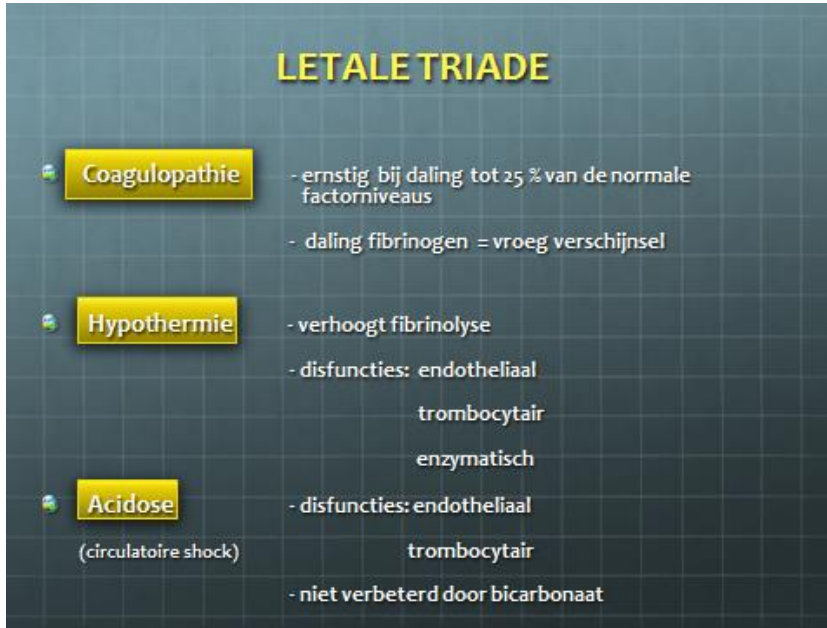 LETALE TRIADE
Coagulopathie - ernstig bij daling tot 25 % van de normale
factorniveaus
- daling fibrinogen = vroeg verschijnsel
Hypothermie - verhoogt fibrinolyse
- disfuncties: endotheliaal
trombocytair
enzymatisch
Acidose - disfuncties: endotheliaal
(circulatoire shock) trombocytair
- niet verbeterd door bicarbonaat